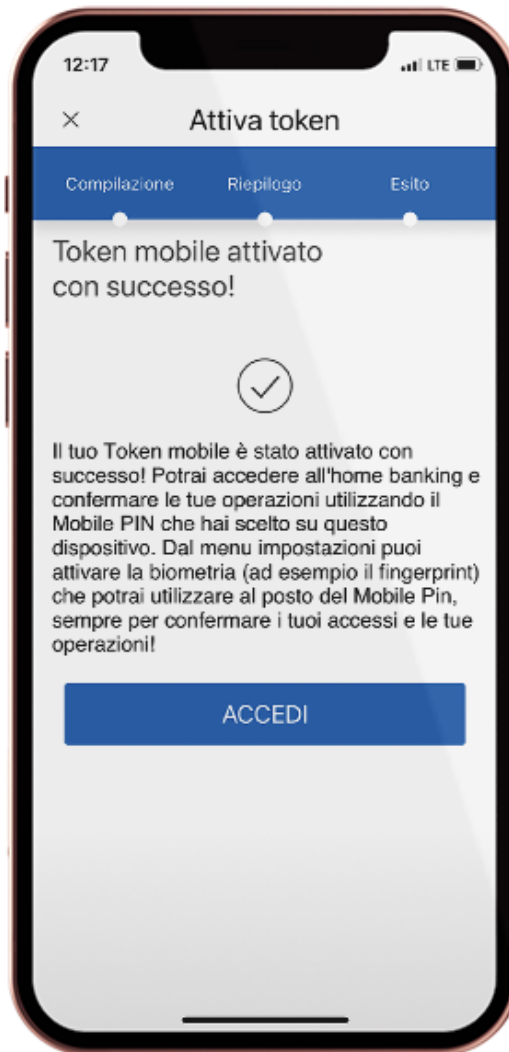 12:17
LTE
× Attiva token
Compilazione Riepilogo Esito
Token mobile attivato
con successo!
Il tuo Token mobile è stato attivato con
successo! Potrai accedere all'home banking e
confermare le tue operazioni utilizzando il
Mobile PIN che hai scelto su questo
dispositivo. Dal menu impostazioni puoi
attivare la biometria (ad esempio il fingerprint)
che potrai utilizzare al posto del Mobile Pin,
sempre per confermare i tuoi accessi e le tue
operazioni!
ACCEDI